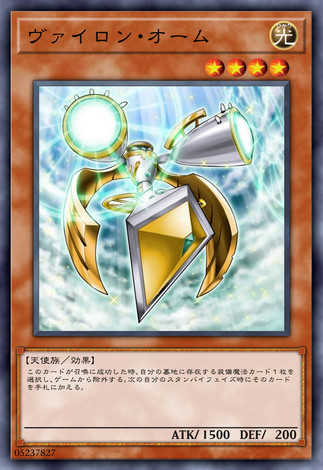 ヴァイロン・オーム
光
【天使族/効果】
このカードが召喚に成功した時、自分の墓地に存在する装備魔法カード1枚を
選択し、ゲームから除外する。次の自分のスタンバイフェイズ時にそのカード
を手札に加える。
ATK/1500 DEF/ 200
05237827